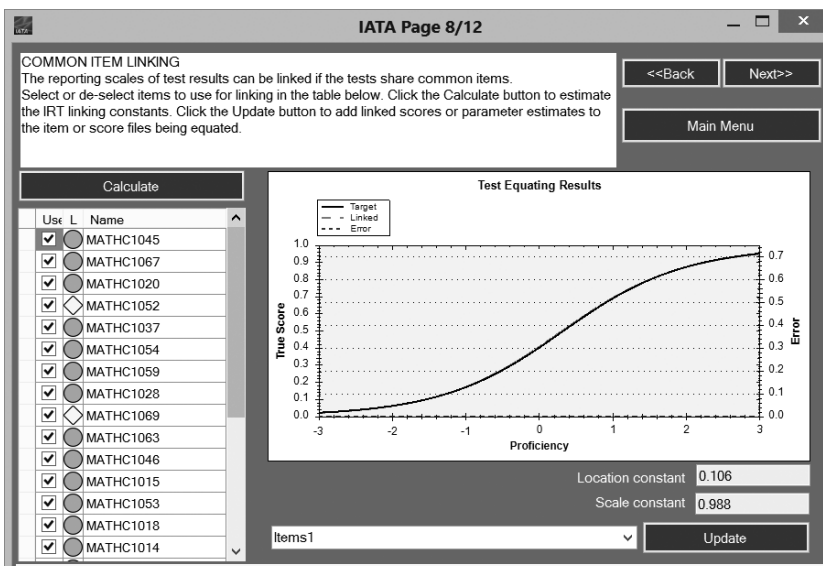 IATA
IATA Page 8/12
COMMON ITEM LINKING
The reporting scales of test results can be linked if the tests share common items.
Select or de-select items to use for linking in the table below. Click the Calculate button to estimate
the IRT linking constants. Click the Update button to add linked scores or parameter estimates to
the item or score files being equated.
<<Back
Next>>
Main Menu
Calculate
Use L Name
MATHC1045
MATHC1067
MATHC1020
MATHC1052
MATHC1037
MATHC1054
MATHC1059
MATHC1028
MATHC1069
MATHC1063
MATHC1046
MATHC1015
MATHC1053
MATHC1018
MATHC1014
Test Equating Results
Target
Linked
Error
True Score
1.0
0.9
0.8
0.7
0.6
0.5
0.4
0.3
0.2
0.1
0.0
-3 -2 -1 0 1 2 3
Proficiency
0.7
0.6
0.5
0.4
0.3
0.2
0.1
0.0
Error
Location constant 0.106
Scale constant 0.988
Items1
Update